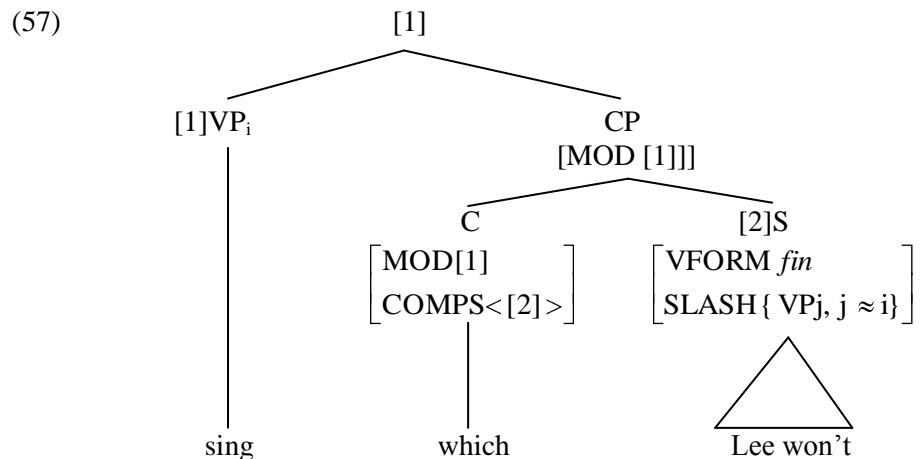 (57) [1]
[1]VPi CP
[MOD [1]]]
C [2]S
[MOD[1] [VFORM fin
COMPS<[2]>] SLASH{ VPj, j ≈ i}]
sing which Lee won't